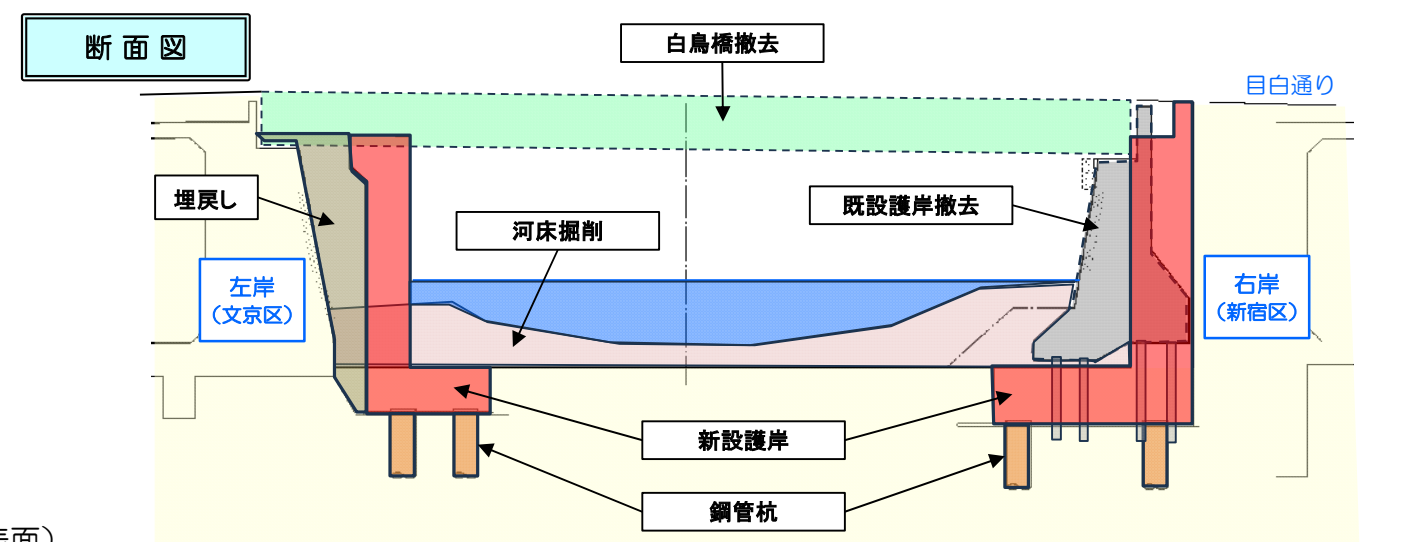 断面図
白鳥橋撤去
目白通り
埋戻し
河床掘削
既設護岸撤去
左岸
(文京区)
右岸
(新宿区)
新設護岸
鋼管杭
面)